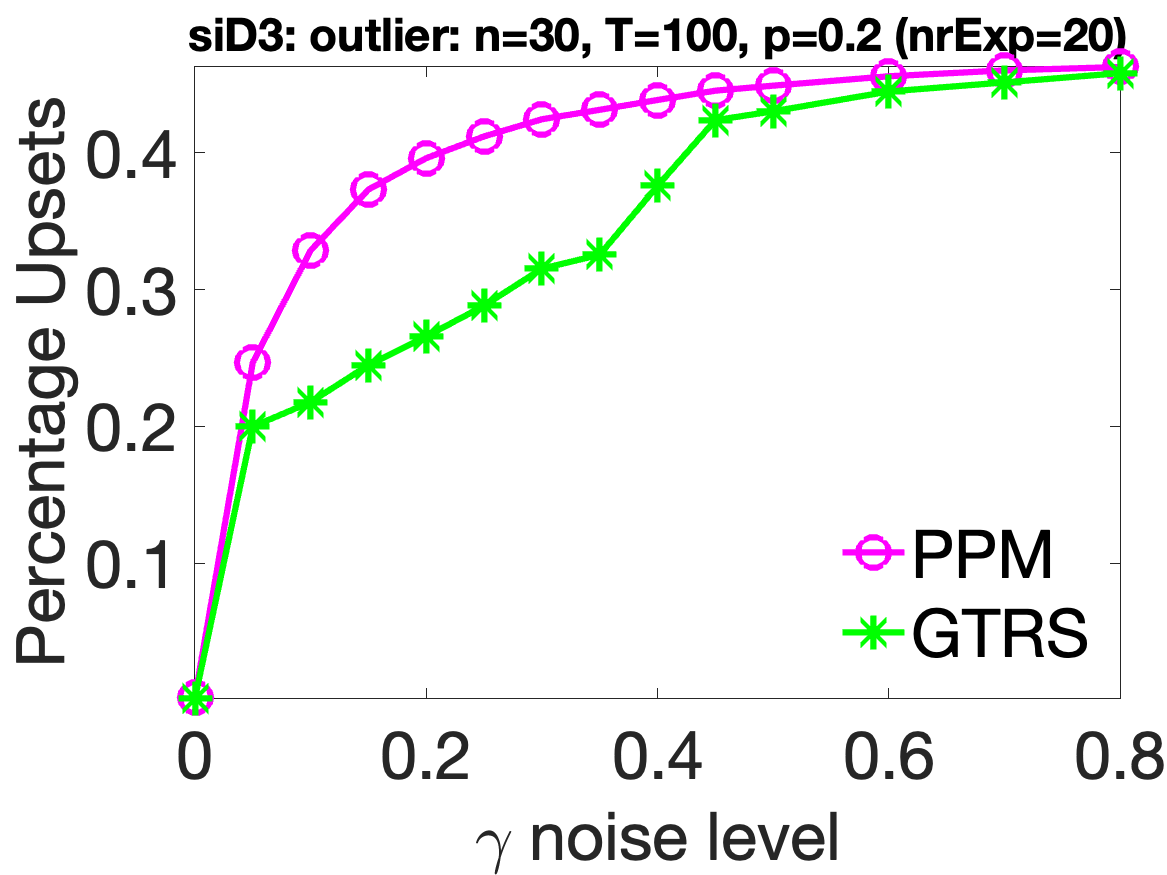 siD3: outlier: n=30, T=100, p=0.2 (nrExp=20)
Percentage Upsets
0.4
0.3
0.2
0.1
PPM
GTRS
0 0.2 0.4 0.6 0.8
γ noise level